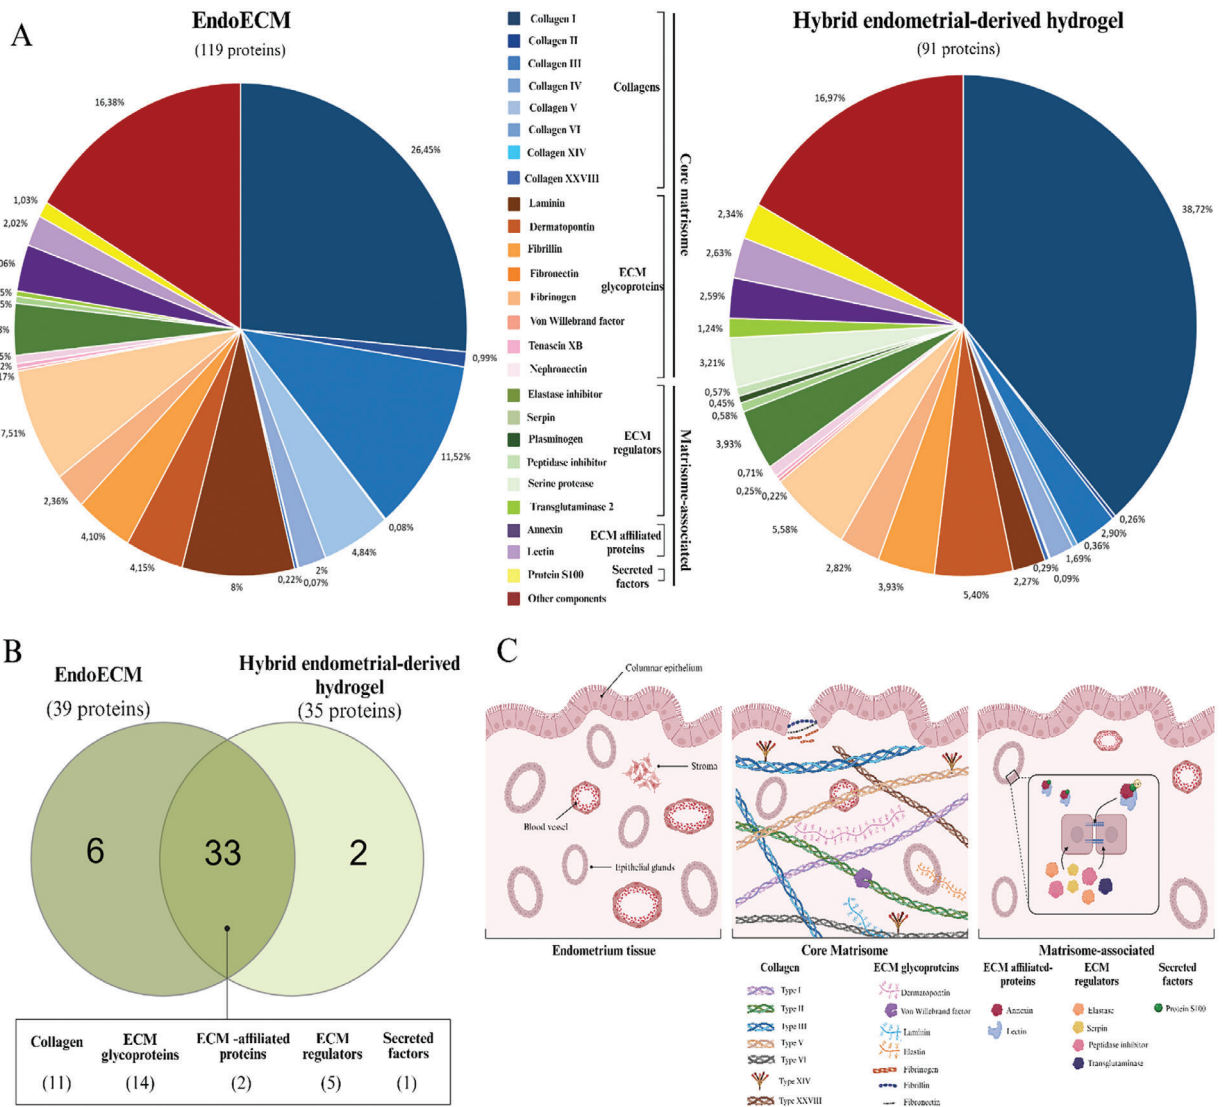 A
EndoECM
(119 proteins)
16,38%
26,45%
1,03%
2,02%
06%
5%
5%
3%
5%
2%
17%
7,51%
2,36%
4,10%
4,15%
8%
0,22%
0,07%
2%
4,84%
0,08%
11,52%
0,99%
Collagen I
Collagen II
Collagen III
Collagen IV
Collagen V
Collagen VI
Collagen XIV
Collagen XXVIII
Laminin
Dermatopontin
Fibrillin
Fibronectin
Fibrinogen
Von Willebrand factor
Tenascin XB
Nephronectin
Elastase inhibitor
Serpin
Plasminogen
Peptidase inhibitor
Serine protease
Transglutaminase 2
Annexin
Lectin
Protein S100
Other components
Collagens
ECM
glycoproteins
ECM
regulators
ECM affiliated
proteins
Secreted
factors
Core matrisome
Matrisome-associated
Hybrid endometrial-derived hydrogel
(91 proteins)
16,97%
38,72%
2,34%
2,63%
2,59%
1,24%
3,21%
0,57%
0,45%
0,58%
3,93%
0,71%
0,25%
0,22%
5,58%
2,82%
3,93%
5,40%
2,27%
0,29%
0,09%
1,69%
0,36%
2,90%
0,26%
B
EndoECM
(39 proteins)
Hybrid endometrial-derived
hydrogel
(35 proteins)
6
33
2
Collagen
(11)
ECM
glycoproteins
(14)
ECM -affiliated
proteins
(2)
ECM
regulators
(5)
Secreted
factors
(1)
C
Columnar epithelium
Stroma
Blood vessel
Epithelial glands
Endometrium tissue
Core Matrisome
Matrisome-associated
Collagen
Type I
Type II
Type III
Type V
Type VI
Type XIV
Type XXVIII
ECM glycoproteins
Dermatopontin
Von Willebrand factor
Laminin
Elastin
Fibrinogen
Fibrillin
Fibronectin
ECM affiliated-
proteins
Annexin
Lectin
ECM
regulators
Elastase
Serpin
Peptidase inhibitor
Transglutaminase
Secreted
factors
Protein S100